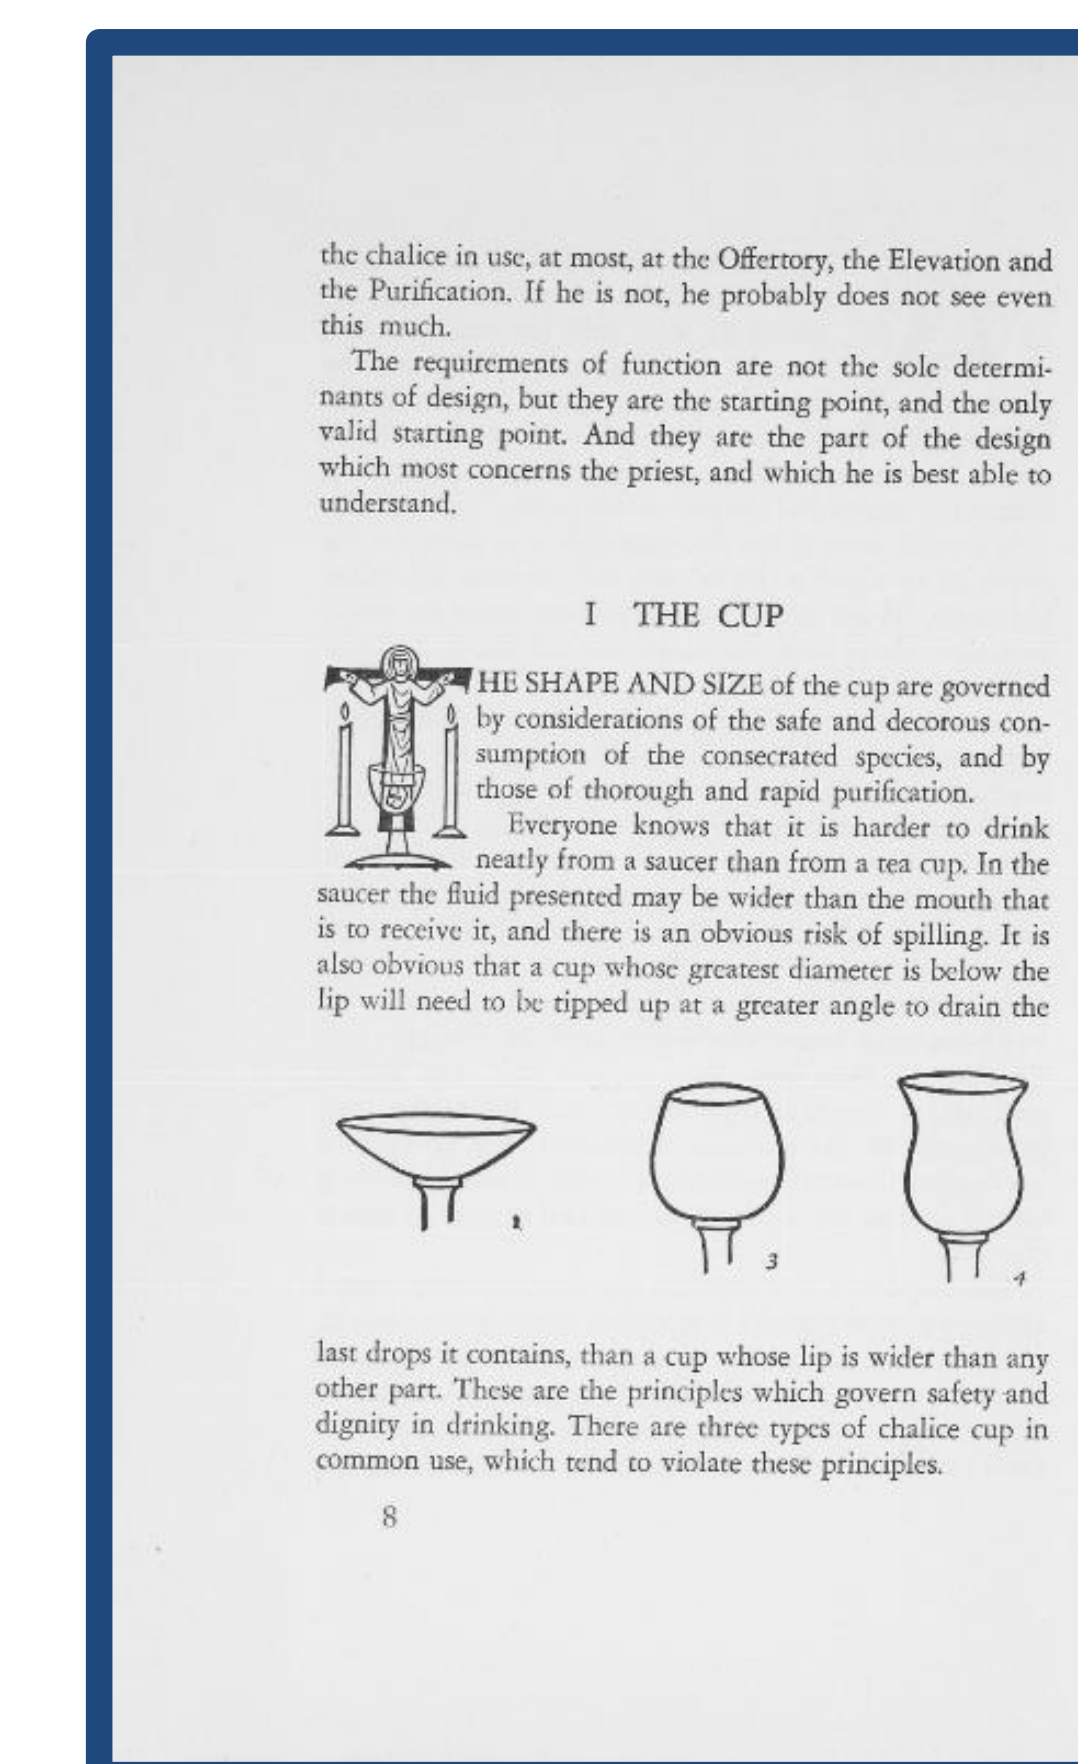 the chalice in use, at most, at the Offertory, the Elevation and
the Purification. If he is not, he probably does not see even
this much.
The requirements of function are not the sole determi-
nants of design, but they are the starting point, and the only
valid starting point. And they are the part of the design
which most concerns the priest, and which he is best able to
understand.
I THE CUP
THE SHAPE AND SIZE of the cup are governed
by considerations of the safe and decorous con-
sumption of the consecrated species, and by
those of thorough and rapid purification.
Everyone knows that it is harder to drink
neatly from a saucer than from a tea cup. In the
saucer the fluid presented may be wider than the mouth that
is to receive it, and there is an obvious risk of spilling. It is
also obvious that a cup whose greatest diameter is below the
lip will need to be tipped up at a greater angle to drain the
3
4
last drops it contains, than a cup whose lip is wider than any
other part. These are the principles which govern safety and
dignity in drinking. There are three types of chalice cup in
common use, which tend to violate these principles.
8